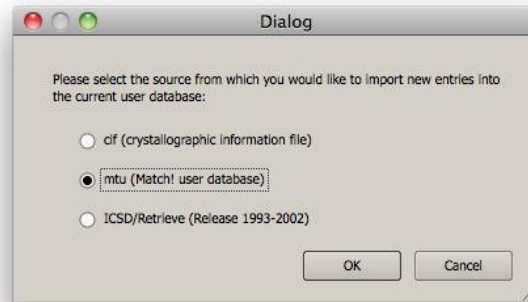 Dialog
Please select the source from which you would like to import new entries into
the current user database:
cif (crystallographic information file)
mtu (Match! user database)
ICSD/Retrieve (Release 1993-2002)
OK Cancel